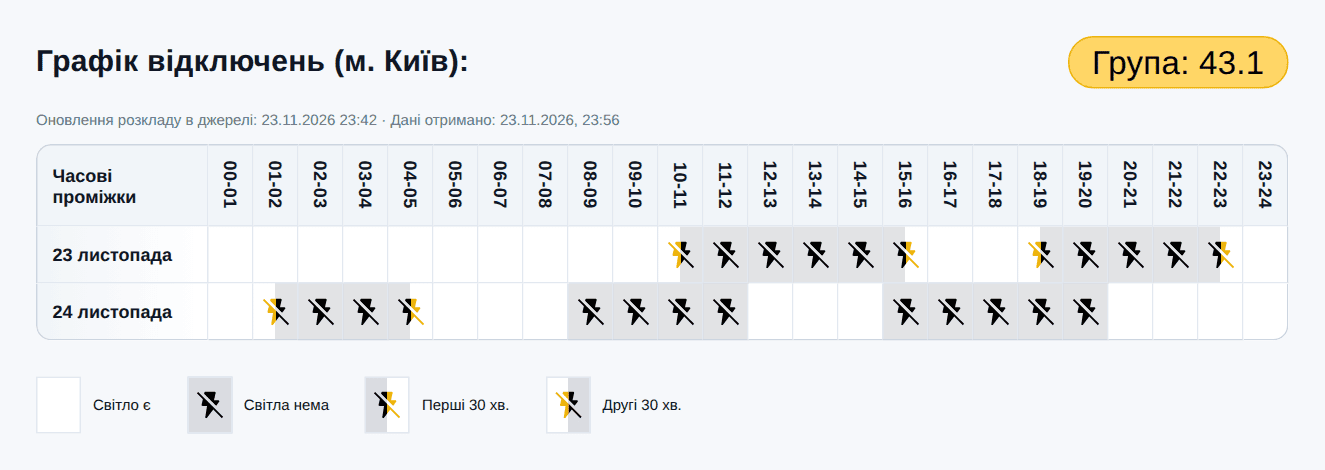 Графік відключень (м. Київ):
Група: 43.1
Оновлення розкладу в джерелі: 23.11.2026 23:42 · Дані отримано: 23.11.2026, 23:56
Часові проміжки 00-01 01-02 02-03 03-04 04-05 05-06 06-07 07-08 08-09 09-10 10-11 11-12 12-13 13-14 14-15 15-16 16-17 17-18 18-19 19-20 20-21 21-22 22-23 23-24
23 листопада
24 листопада
Світло є Світла нема Перші 30 хв. Другі 30 хв.